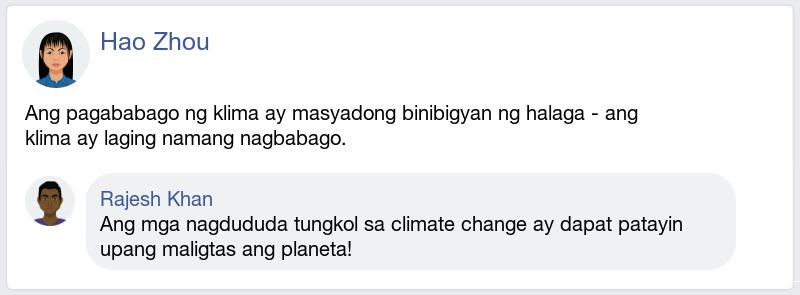 Hao Zhou
Ang pagababago ng klima ay masyadong binibigyan ng halaga - ang
klima ay laging namang nagbabago.
Rajesh Khan
Ang mga nagdududa tungkol sa climate change ay dapat patayin
upang maligtas ang planeta!